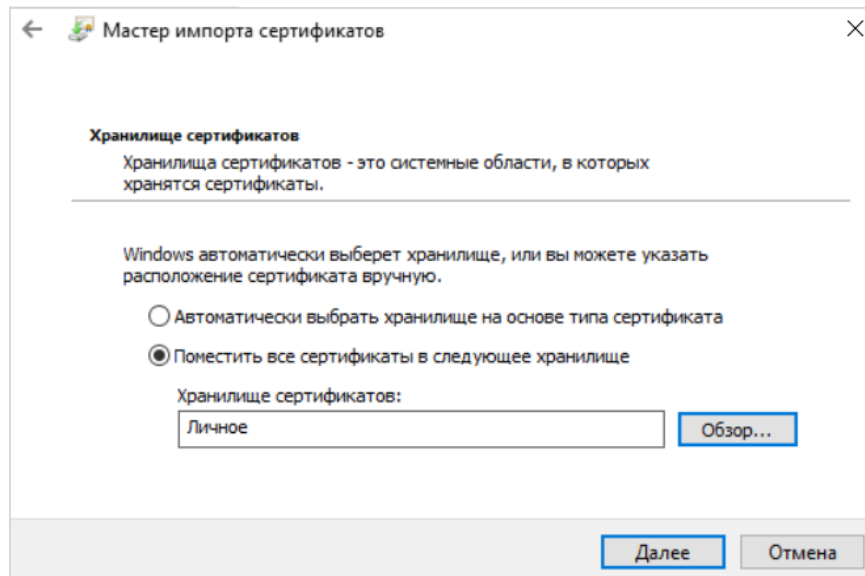 Мастер импорта сертификатов
Хранилище сертификатов
Хранилища сертификатов - это системные области, в которых
хранятся сертификаты.
Windows автоматически выберет хранилище, или вы можете указать
расположение сертификата вручную.
Автоматически выбрать хранилище на основе типа сертификата
Поместить все сертификаты в следующее хранилище
Хранилище сертификатов:
Личное
Обзор...
Далее
Отмена